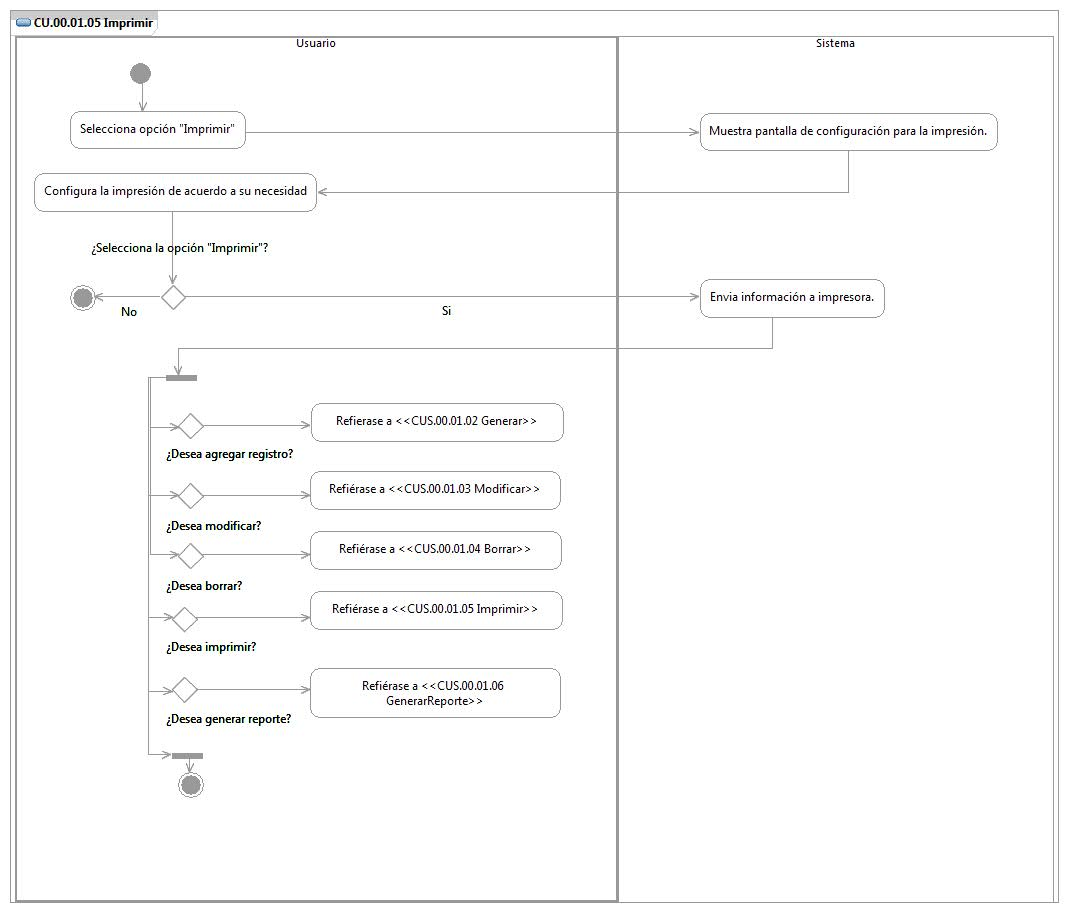 CU.00.01.05 Imprimir
Usuario
Sistema
Selecciona opción "Imprimir"
Muestra pantalla de configuración para la impresión.
Configura la impresión de acuerdo a su necesidad
¿Selecciona la opción "Imprimir"?
No
Si
Envia información a impresora.
Refierase a <<CUS.00.01.02 Generar>>
¿Desea agregar registro?
Refiérase a <<CUS.00.01.03 Modificar>>
¿Desea modificar?
Refiérase a <<CUS.00.01.04 Borrar>>
¿Desea borrar?
Refiérase a <<CUS.00.01.05 Imprimir>>
¿Desea imprimir?
Refiérase a <<CUS.00.01.06
GenerarReporte>>
¿Desea generar reporte?